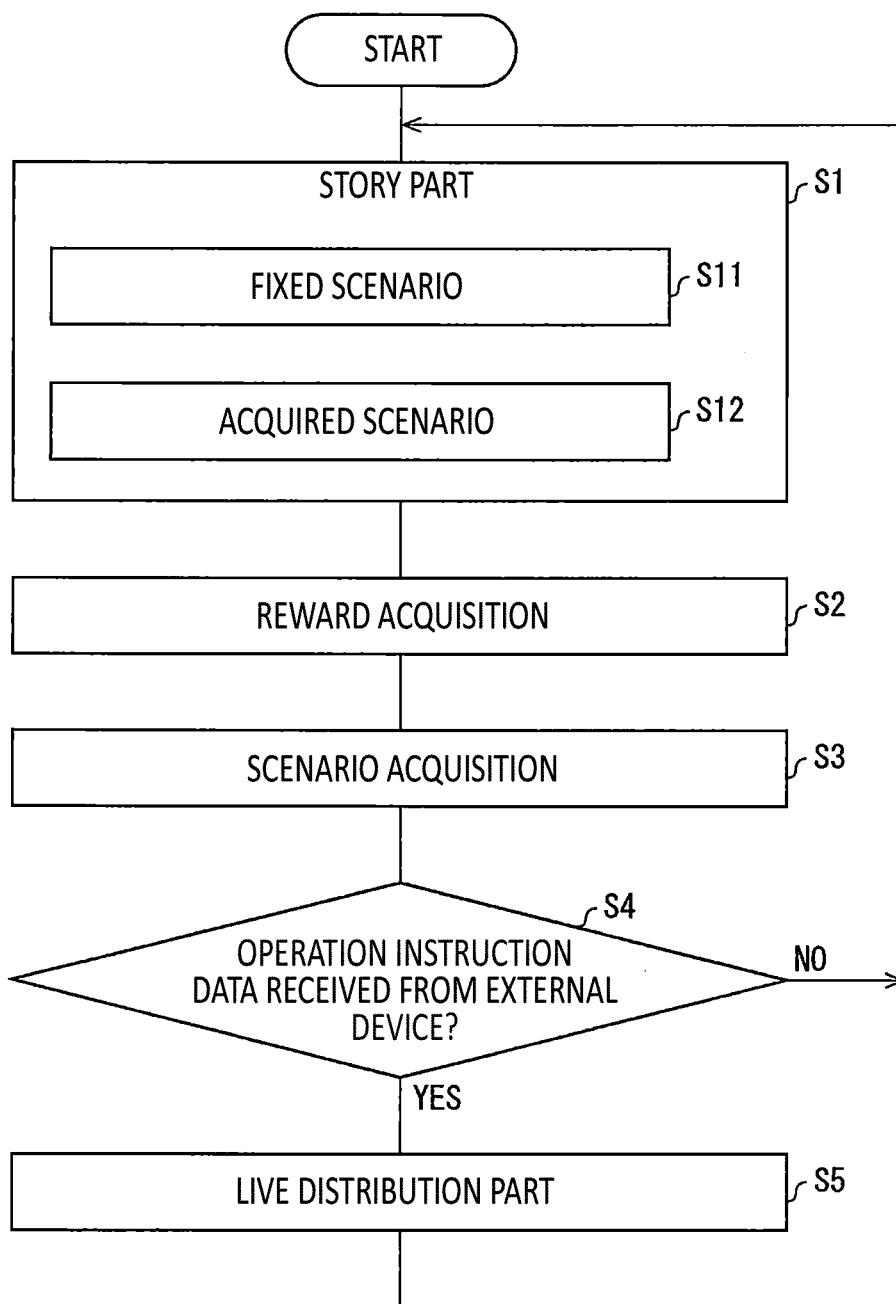 START
STORY PART
S1
FIXED SCENARIO
S11
ACQUIRED SCENARIO
S12
REWARD ACQUISITION
S2
SCENARIO ACQUISITION
S3
S4
OPERATION INSTRUCTION
DATA RECEIVED FROM EXTERNAL
DEVICE?
NO
YES
LIVE DISTRIBUTION PART
S5